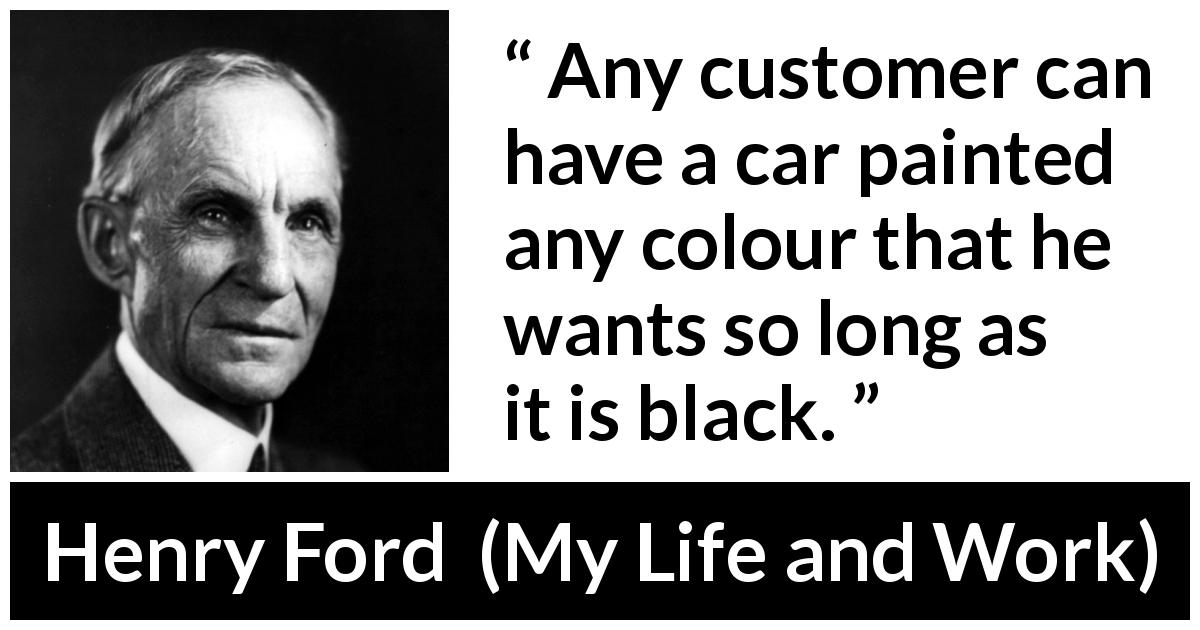 “ Any customer can
have a car painted
any colour that he
wants so long as
it is black. ”
Henry Ford (My Life and Work)